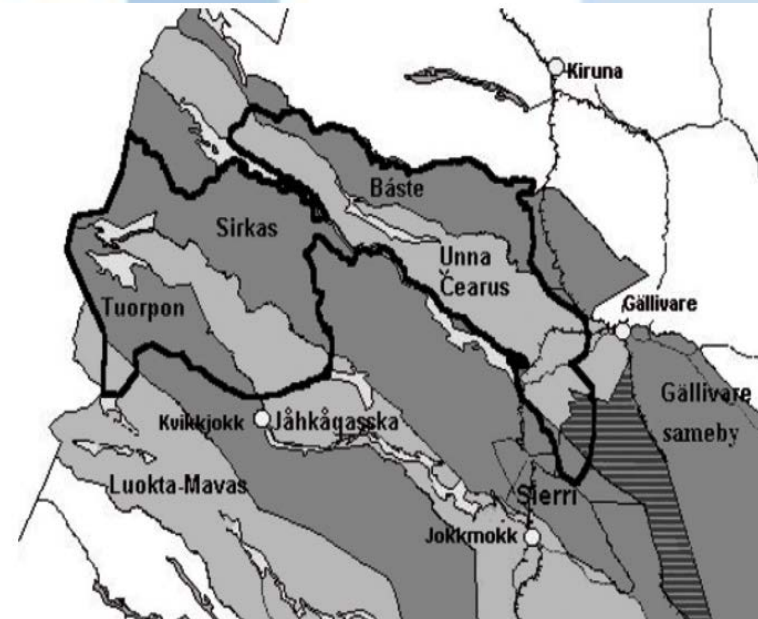 Kiruna
Báste
Sirkas
Unna
Čearus
Tuorpon
Gällivare
Gällivare
sameby
Kvikkjokk
Jåhkågasska
Luokta-Mavas
Sierri
Jokkmokk